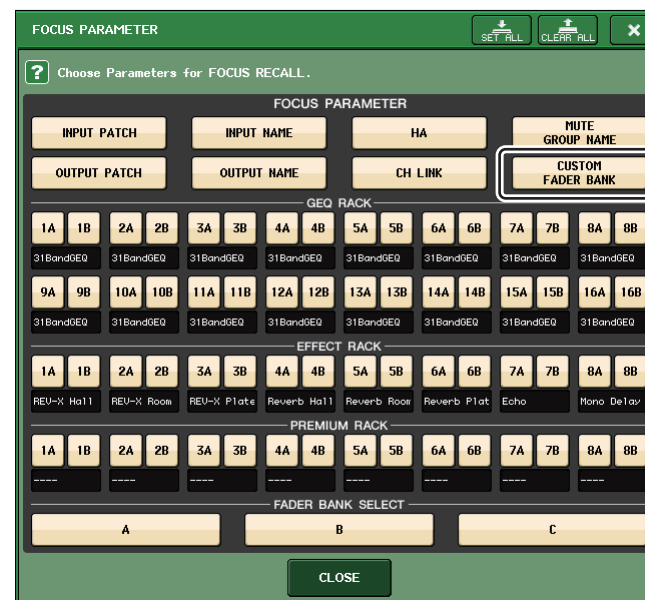 FOCUS PARAMETER
SET ALL
CLEAR ALL
? Choose Parameters for FOCUS RECALL.
FOCUS PARAMETER
INPUT PATCH
INPUT NAME
HA
MUTE
GROUP NAME
OUTPUT PATCH
OUTPUT NAME
CH LINK
CUSTOM
FADER BANK
GEQ RACK
1A 1B 2A 2B 3A 3B 4A 4B 5A 5B 6A 6B 7A 7B 8A 8B
31BandGEQ 31BandGEQ 31BandGEQ 31BandGEQ 31BandGEQ 31BandGEQ 31BandGEQ 31BandGEQ
9A 9B 10A 10B 11A 11B 12A 12B 13A 13B 14A 14B 15A 15B 16A 16B
31BandGEQ 31BandGEQ 31BandGEQ 31BandGEQ 31BandGEQ 31BandGEQ 31BandGEQ 31BandGEQ
EFFECT RACK
1A 1B 2A 2B 3A 3B 4A 4B 5A 5B 6A 6B 7A 7B 8A 8B
REV-X Hall REV-X Room REV-X Plate Reverb Hall Reverb Room Reverb Plat Echo Mono Delay
PREMIUM RACK
1A 1B 2A 2B 3A 3B 4A 4B 5A 5B 6A 6B 7A 7B 8A 8B
---- ---- ---- ---- ---- ---- ---- ----
FADER BANK SELECT
A
B
C
CLOSE